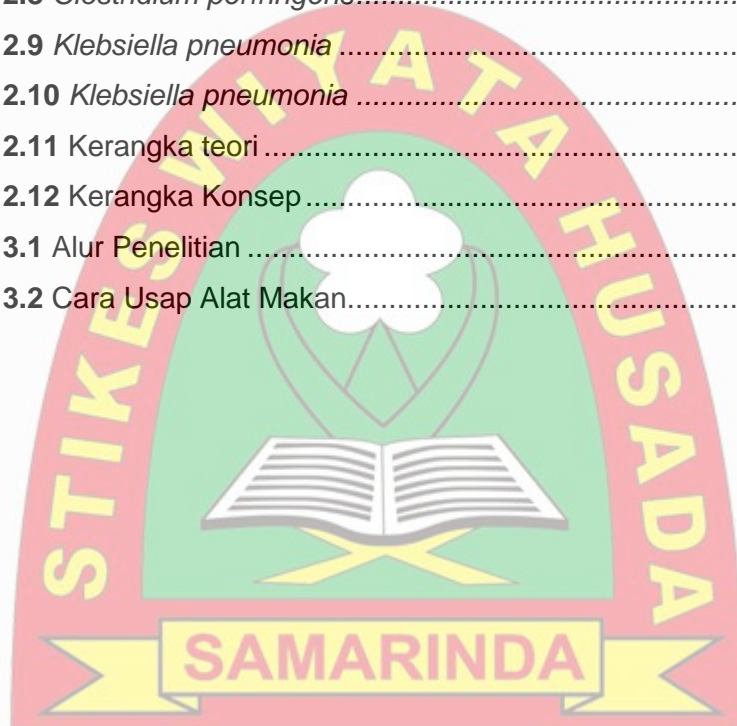 2.9 Klebsiella pneumonia ........................................................
2.10 Klebsiella pneumonia ......................................................
2.11 Kerangka teori ....................................................................
2.12 Kerangka Konsep ..............................................................
3.1 Alur Penelitian ......................................................................
3.2 Cara Usap Alat Makan.........................................................
STIKES WIYATA HUSADA
SAMARINDA